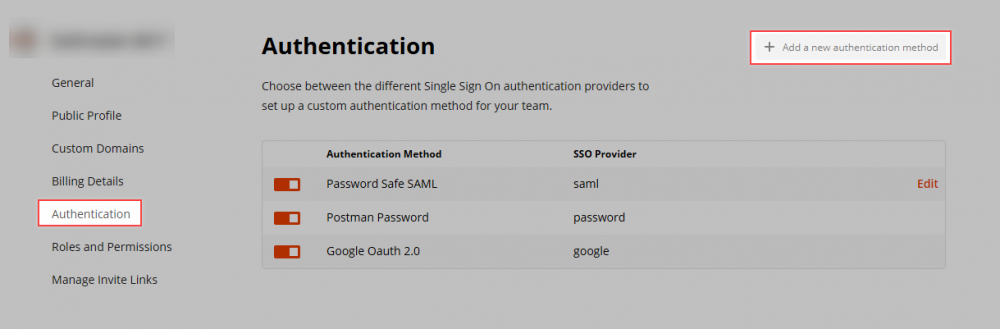 Authentication
+ Add a new authentication method
Choose between the different Single Sign On authentication providers to
set up a custom authentication method for your team.
General
Public Profile
Custom Domains
Billing Details
Authentication
Roles and Permissions
Manage Invite Links
Authentication Method SSO Provider
Password Safe SAML saml Edit
Postman Password password
Google Oauth 2.0 google